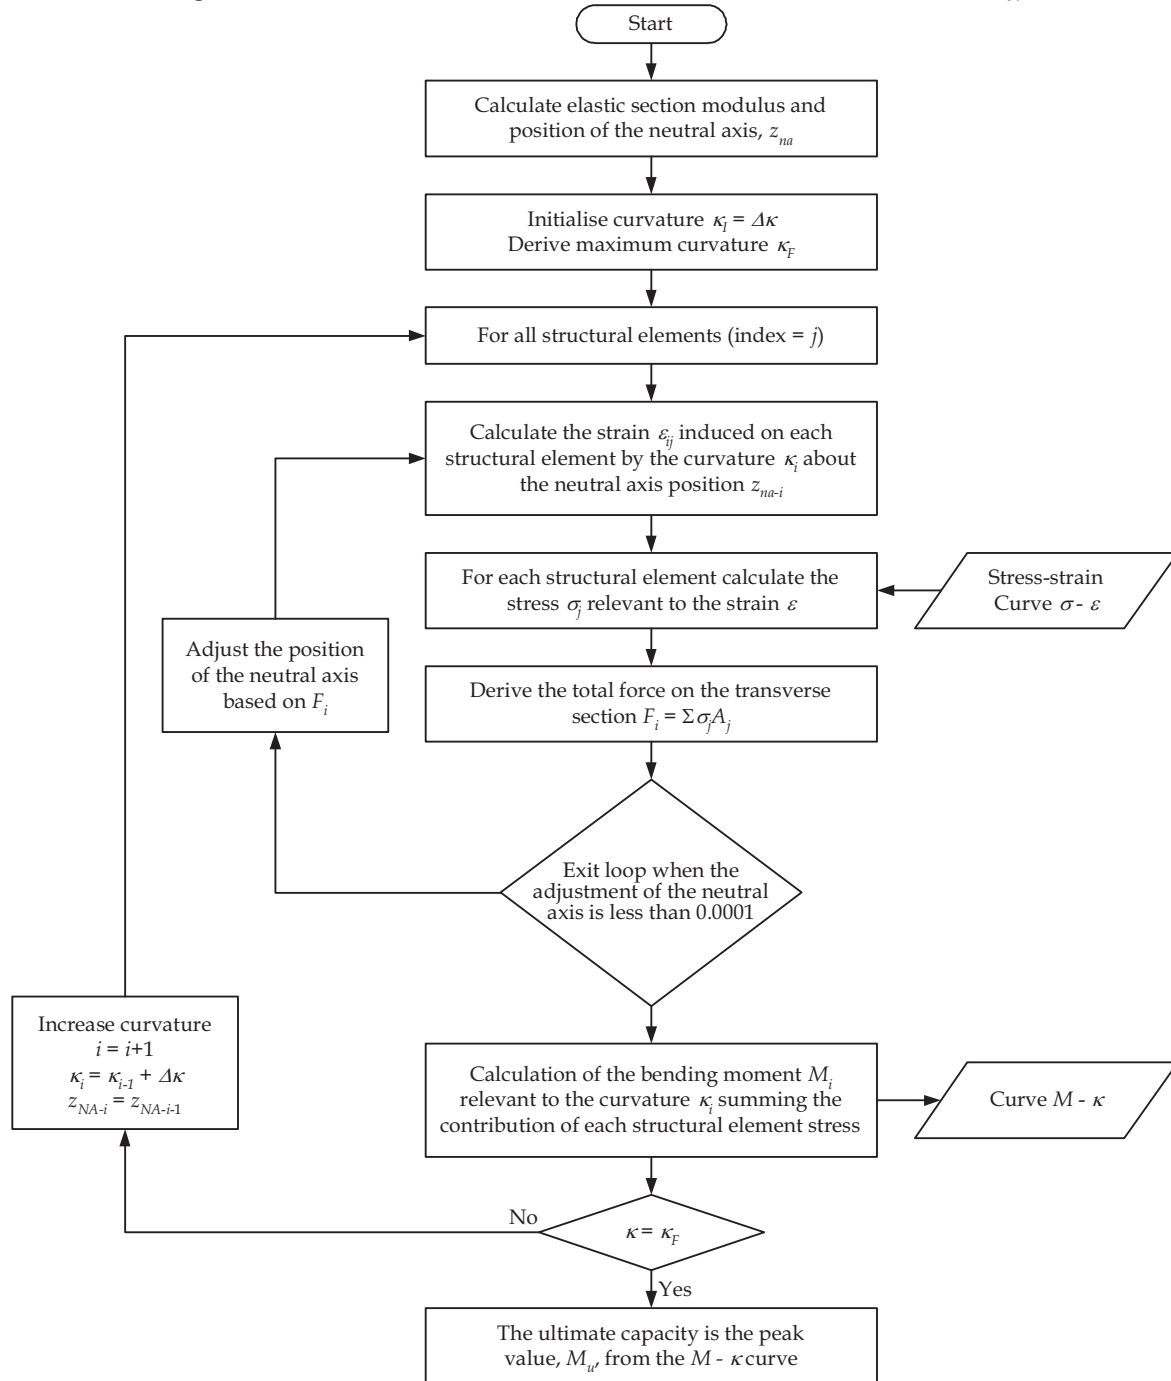 Start
Calculate elastic section modulus and
position of the neutral axis, z_na
Initialise curvature κ_I = Δκ
Derive maximum curvature κ_F
For all structural elements (index = j)
Calculate the strain ε_ij induced on each
structural element by the curvature κ_i about
the neutral axis position z_na-i
For each structural element calculate the
stress σ_j relevant to the strain ε
Stress-strain
Curve σ - ε
Adjust the position
of the neutral axis
based on F_i
Derive the total force on the transverse
section F_i = Σσ_jA_j
Exit loop when the
adjustment of the neutral
axis is less than 0.0001
Increase curvature
i = i+1
κ_i = κ_i-1 + Δκ
z_NA-i = z_NA-i-1
Calculation of the bending moment M_i
relevant to the curvature κ_i summing the
contribution of each structural element stress
Curve M - κ
No
κ = κ_F
Yes
The ultimate capacity is the peak
value, M_u, from the M - κ curve